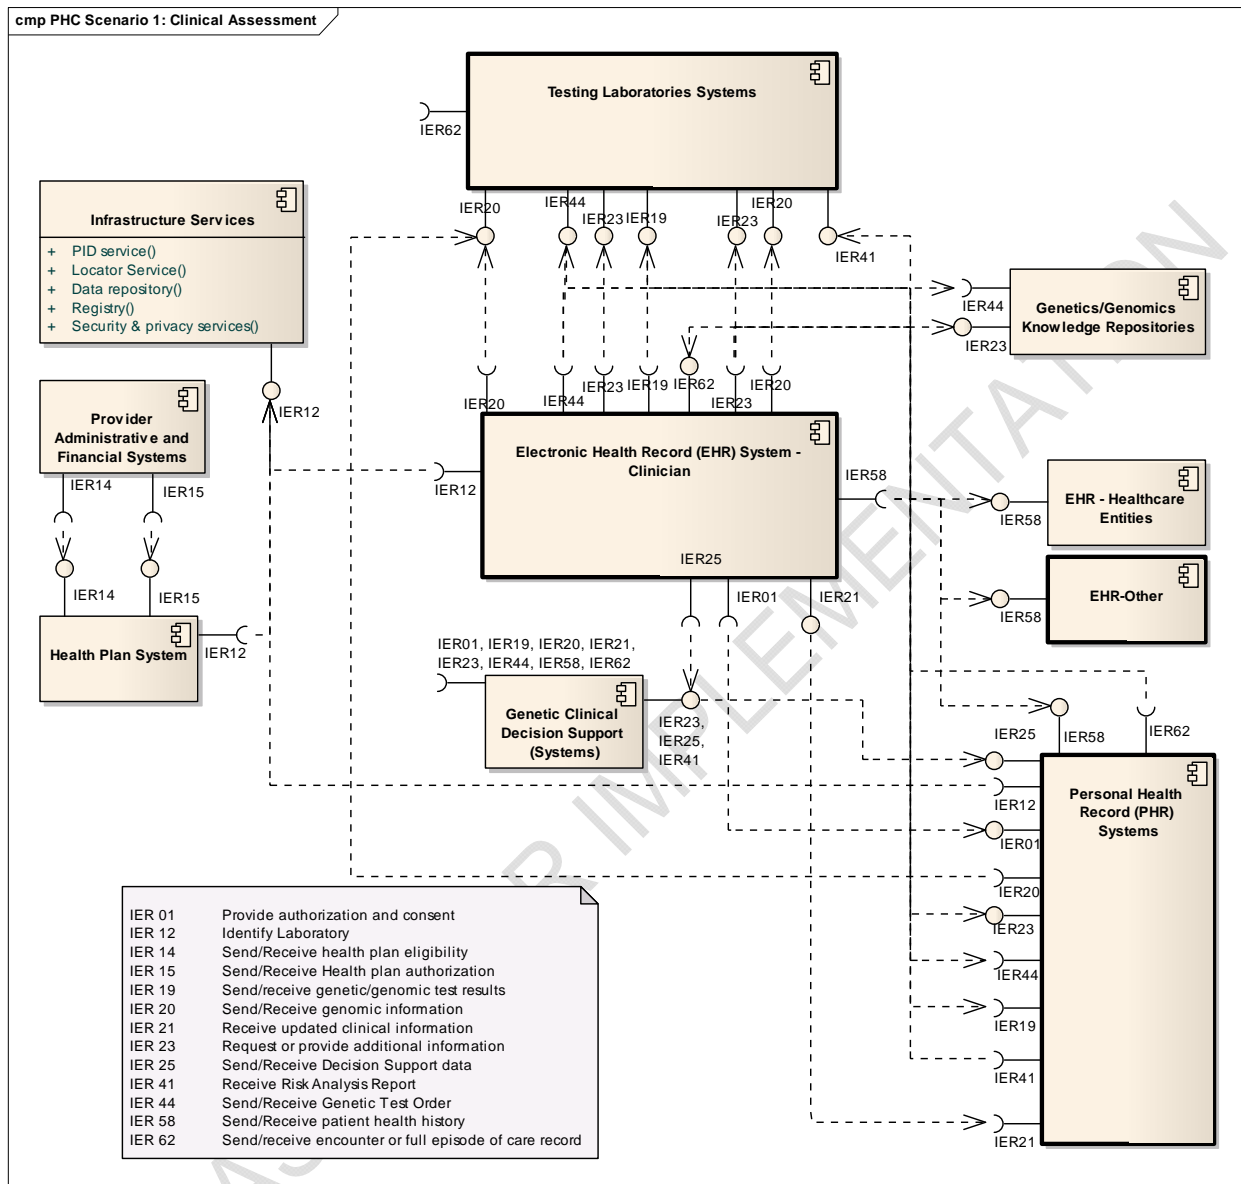 cmp PHC Scenario 1: Clinical Assessment
Testing Laboratories Systems
IER62
IER20
IER44
IER23
IER19
IER23
IER20
IER41
Infrastructure Services
+ PID service()
+ Locator Service()
+ Data repository()
+ Registry()
+ Security & privacy services()
IER12
Genetics/Genomics
Knowledge Repositories
IER44
IER23
Provider
Administrative and
Financial Systems
IER14
IER15
IER14
IER15
Health Plan System
IER12
IER20
IER44
IER23
IER19
IER62
IER23
IER20
Electronic Health Record (EHR) System -
Clinician
IER12
IER58
IER25
IER01
IER21
EHR - Healthcare
Entities
IER58
EHR-Other
IER58
IER01, IER19, IER20, IER21,
IER23, IER44, IER58, IER62
Genetic Clinical
Decision Support
(Systems)
IER23,
IER25,
IER41
IER25
IER58
IER62
Personal Health
Record (PHR)
Systems
IER12
IER01
IER20
IER23
IER44
IER19
IER41
IER21
IER 01 Provide authorization and consent
IER 12 Identify Laboratory
IER 14 Send/Receive health plan eligibility
IER 15 Send/Receive Health plan authorization
IER 19 Send/receive genetic/genomic test results
IER 20 Send/Receive genomic information
IER 21 Receive updated clinical information
IER 23 Request or provide additional information
IER 25 Send/Receive Decision Support data
IER 41 Receive Risk Analysis Report
IER 44 Send/Receive Genetic Test Order
IER 58 Send/Receive patient health history
IER 62 Send/receive encounter or full episode of care record
IMPLEMENTATION